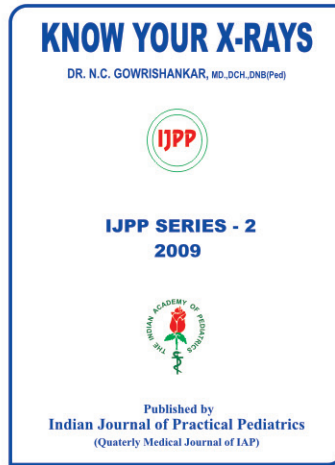 KNOW YOUR X-RAYS
DR. N.C. GOWRISHANKAR, MD.,DCH.,DNB(Ped)
IJPP
IJPP SERIES - 2
2009
THE INDIAN ACADEMY OF PEDIATRICS
Published by
Indian Journal of Practical Pediatrics
(Quaterly Medical Journal of IAP)